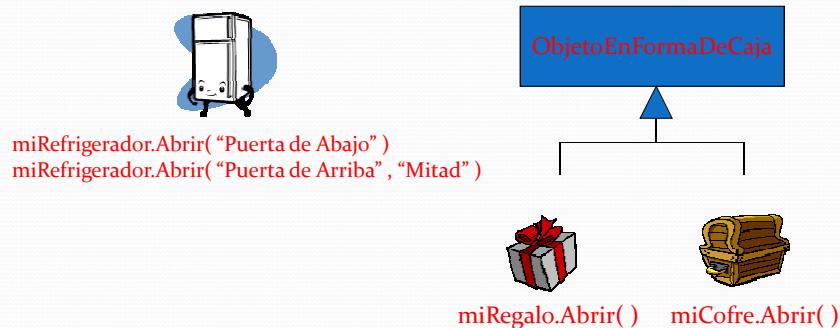 ObjetoEnFormaDeCaja
miRefrigerador.Abrir( “Puerta de Abajo” )
miRefrigerador.Abrir( “Puerta de Arriba” , “Mitad” )
miRegalo.Abrir( )
miCofre.Abrir( )